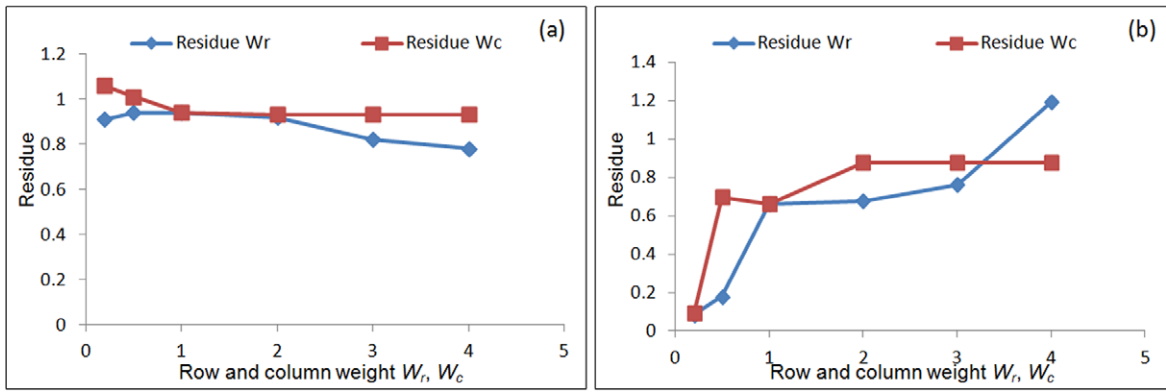 (a)
Residue Wr Residue Wc
1.2
1
0.8
0.6
0.4
0.2
0
Residue
0 1 2 3 4 5
Row and column weight Wr, Wc
(b)
Residue Wr Residue Wc
1.4
1.2
1
0.8
0.6
0.4
0.2
0
Residue
0 1 2 3 4 5
Row and column weight Wr, Wc